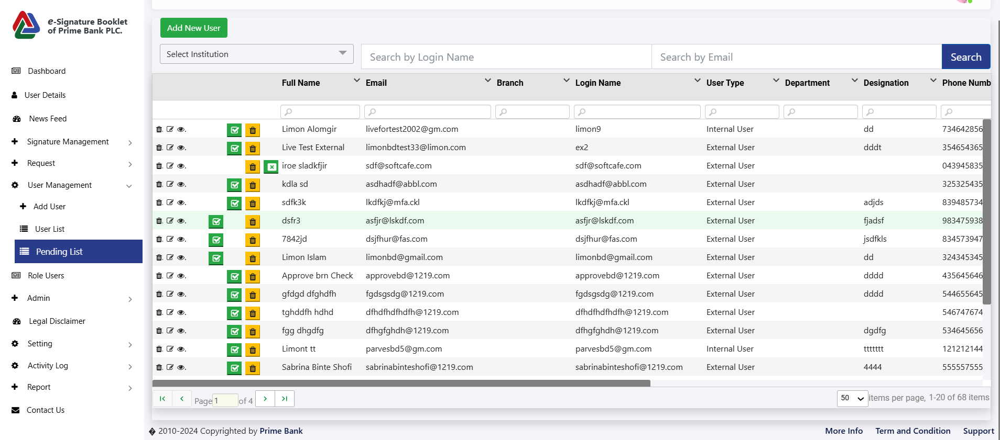 e-Signature Booklet
of Prime Bank PLC.
Dashboard
User Details
News Feed
Signature Management
Request
User Management
Add User
User List
Pending List
Role Users
Admin
Legal Disclaimer
Setting
Activity Log
Report
Contact Us
Add New User
Select Institution Search by Login Name Search by Email Search
Full Name Email Branch Login Name User Type Department Designation Phone Numb
Limon Alomgir livefortest2002@gm.com limon9 Internal User dd 734642856
Live Test External limonbdtest33@limon.com ex2 External User dddt 354654365
iroe sladkfjir sdf@softcafe.com sdf@softcafe.com External User 043945835
kdla sd asdhadf@abbl.com asdhadf@abbl.com External User 325325435
sdfk3k lkdfkj@mfa.ckl lkdfkj@mfa.ckl External User adjds 839485734
dsfr3 asfjr@lskdf.com asfjr@lskdf.com External User fjadsf 983475938
7842jd dsjfhur@fas.com dsjfhur@fas.com External User jsdfkls 834573947
Limon Islam limonbd@gmail.com limonbd@gmail.com External User dd 324345345
Approve brn Check approvebd@1219.com approvebd@1219.com External User dddd 435645646
gfdgd dfghdfh fgdsgsdg@1219.com fgdsgsdg@1219.com External User dddd 544655645
tghddfh hdhd dfhdfhdfhdfh@1219.com dfhdfhdfhdfh@1219.com External User 546747674
fgg dhgdfg dfhgfghdh@1219.com dfhgfghdh@1219.com External User dgdfg 534645656
Limont tt parvesbd5@gm.com parvesbd5@gm.com Internal User ttttttt 121212144
Sabrina Binte Shofi sabrinabinteshofi@1219.com sabrinabinteshofi@1219.com External User 4444 555557555
Page 1 of 4 50 items per page, 1-20 of 68 items
� 2010-2024 Copyrighted by Prime Bank More Info Term and Condition Support